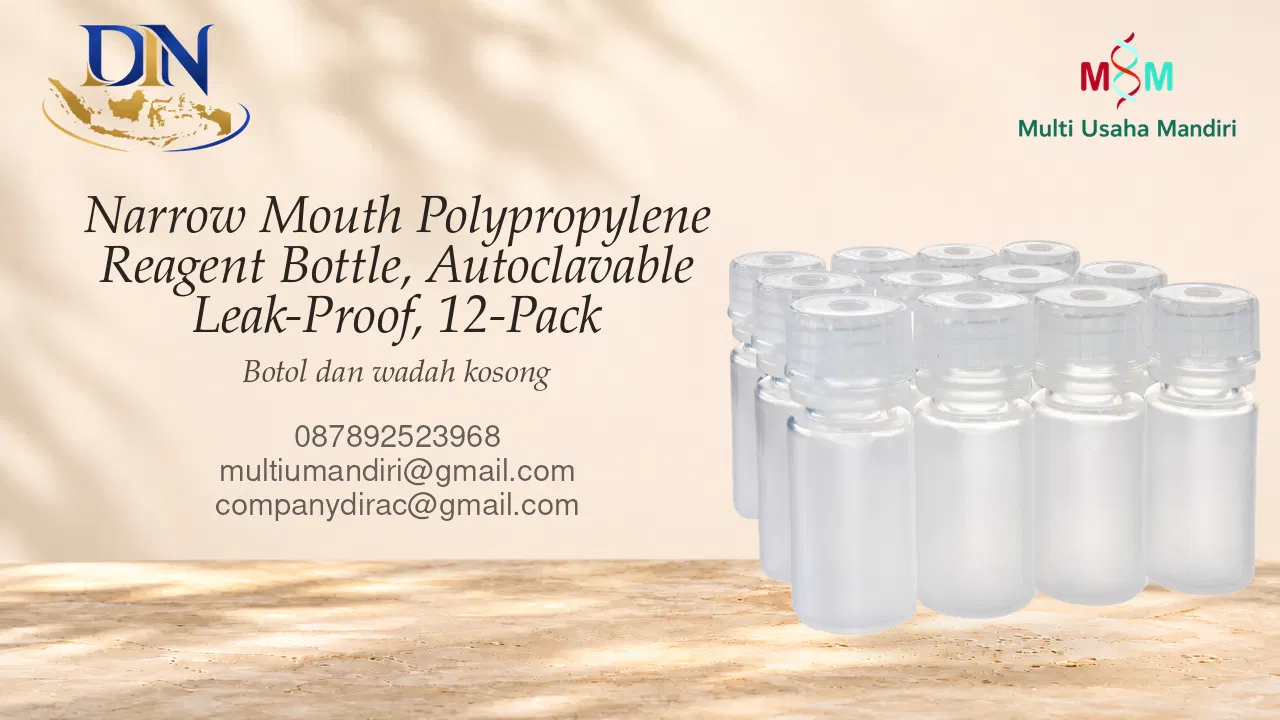 DIN
M M
Multi Usaha Mandiri
Narrow Mouth Polypropylene
Reagent Bottle, Autoclavable
Leak-Proof, 12-Pack
Botol dan wadah kosong
087892523968
multiumandiri@gmail.com
companydirac@gmail.com